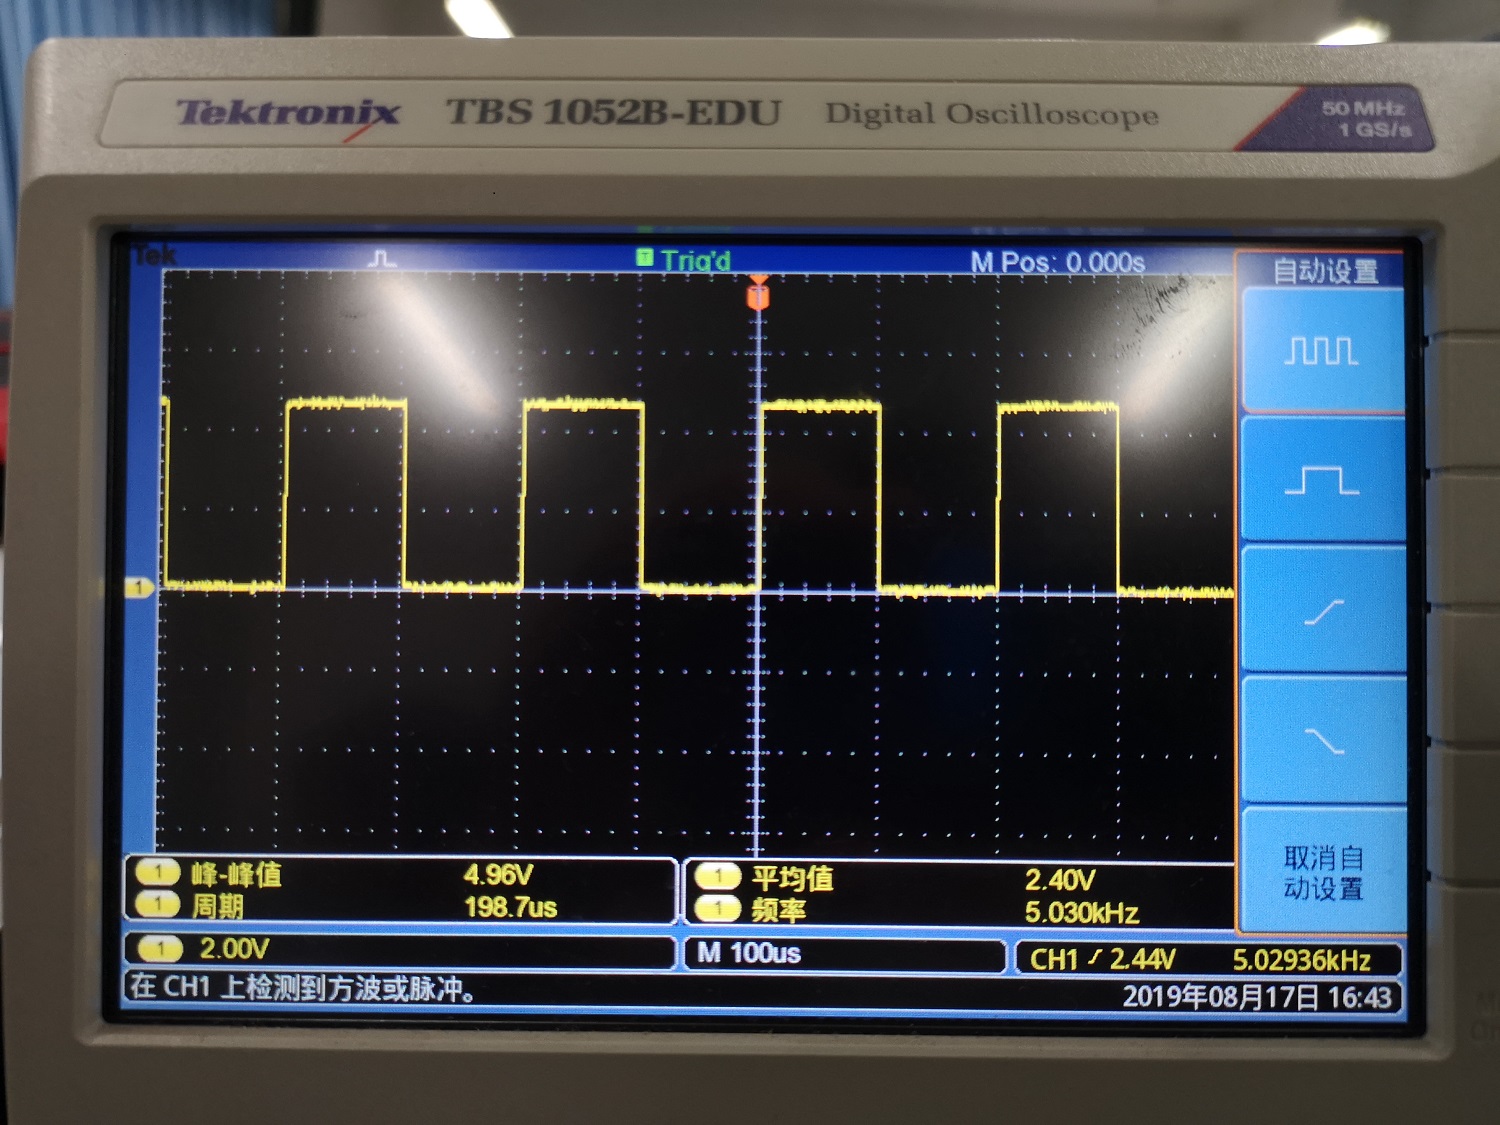 Tektronix TBS 1052B-EDU Digital Oscilloscope 50 MHz
1 GS/s
Tek T Trig'd M Pos: 0.000s 自动设置
T
1
取消自
动设置
1 峰-峰值 4.96V 1 平均值 2.40V
1 周期 198.7us 1 频率 5.030kHz
1 2.00V M 100us CH1 2.44V 5.02936kHz
在 CH1 上检测到方波或脉冲。 2019年08月17日 16:43